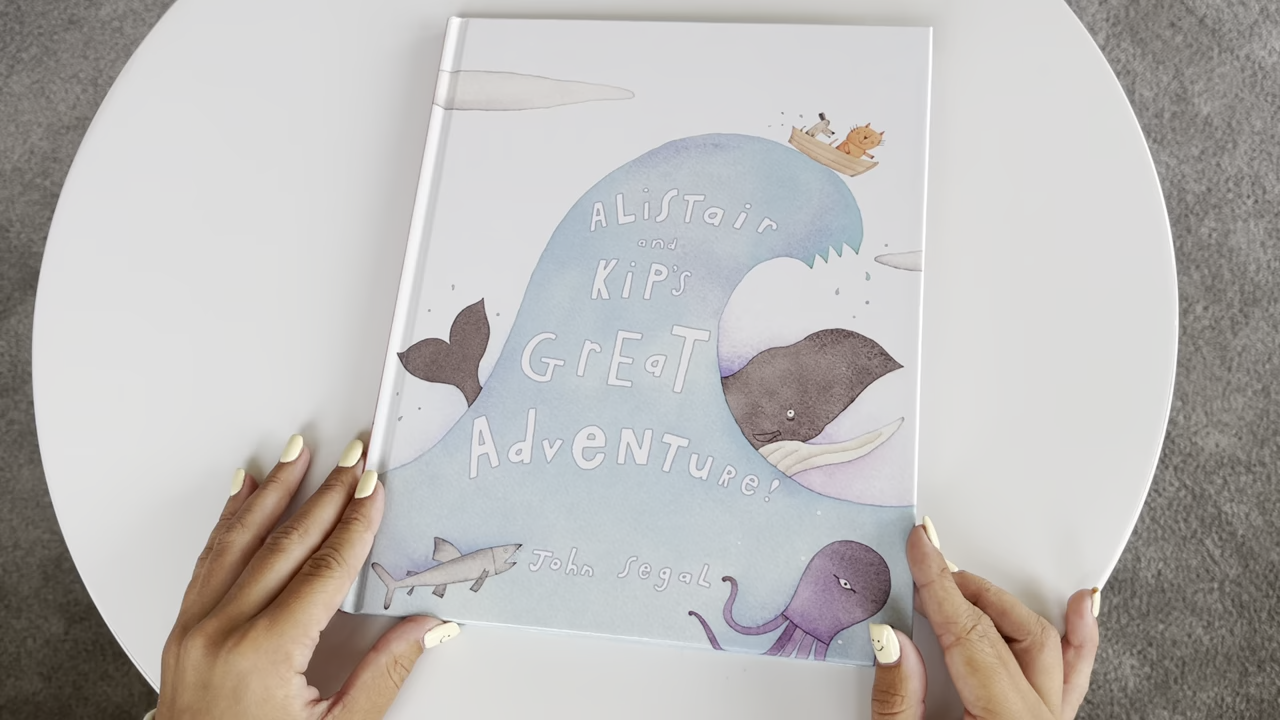 ALiSTair
and
KiP's
GrEaT
AdvENTuRe!
John SegaL